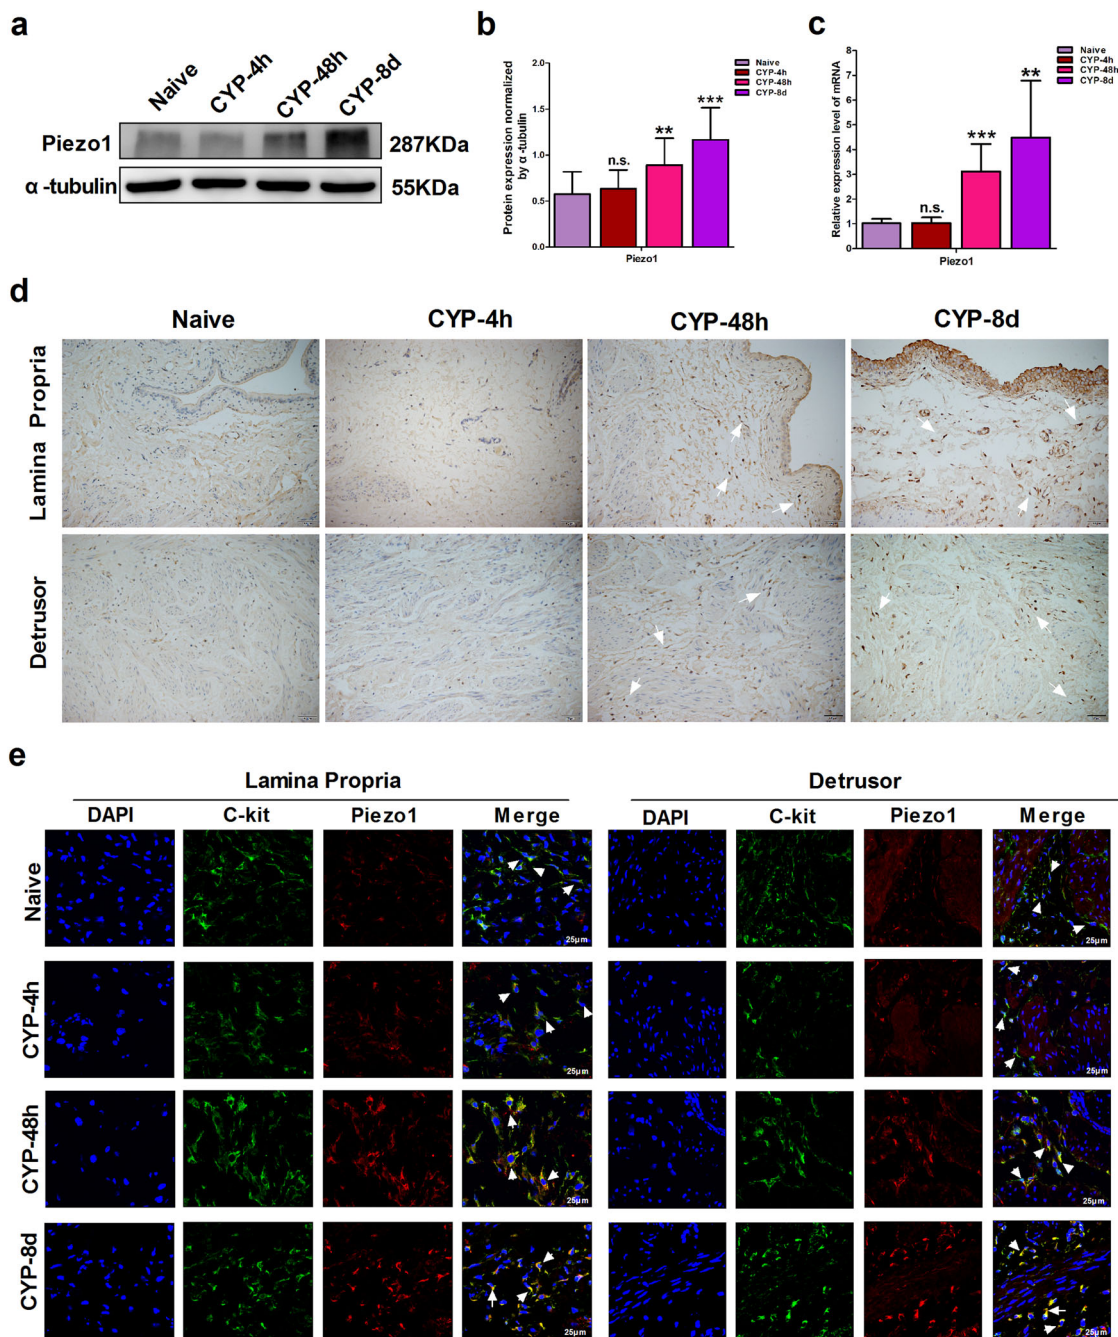 a
Naive
CYP-4h
CYP-48h
CYP-8d
Piezo1
287KDa
α-tubulin
55KDa
b
Naive
CYP-4h
CYP-48h
CYP-8d
Protein expression normalized
by α-tubulin
2.0
1.5
1.0
0.5
0.0
n.s.
**
***
Piezo1
c
Naive
CYP-4h
CYP-48h
CYP-8d
Relative expression level of mRNA
8
7
6
5
4
3
2
1
0
n.s.
***
**
Piezo1
d
Naive CYP-4h CYP-48h CYP-8d
Lamina Propria
Detrusor
e
Lamina Propria Detrusor
DAPI C-kit Piezo1 Merge DAPI C-kit Piezo1 Merge
Naive
25μm 25μm
CYP-4h
25μm 25μm
CYP-48h
25μm 25μm
CYP-8d
25μm 25μm